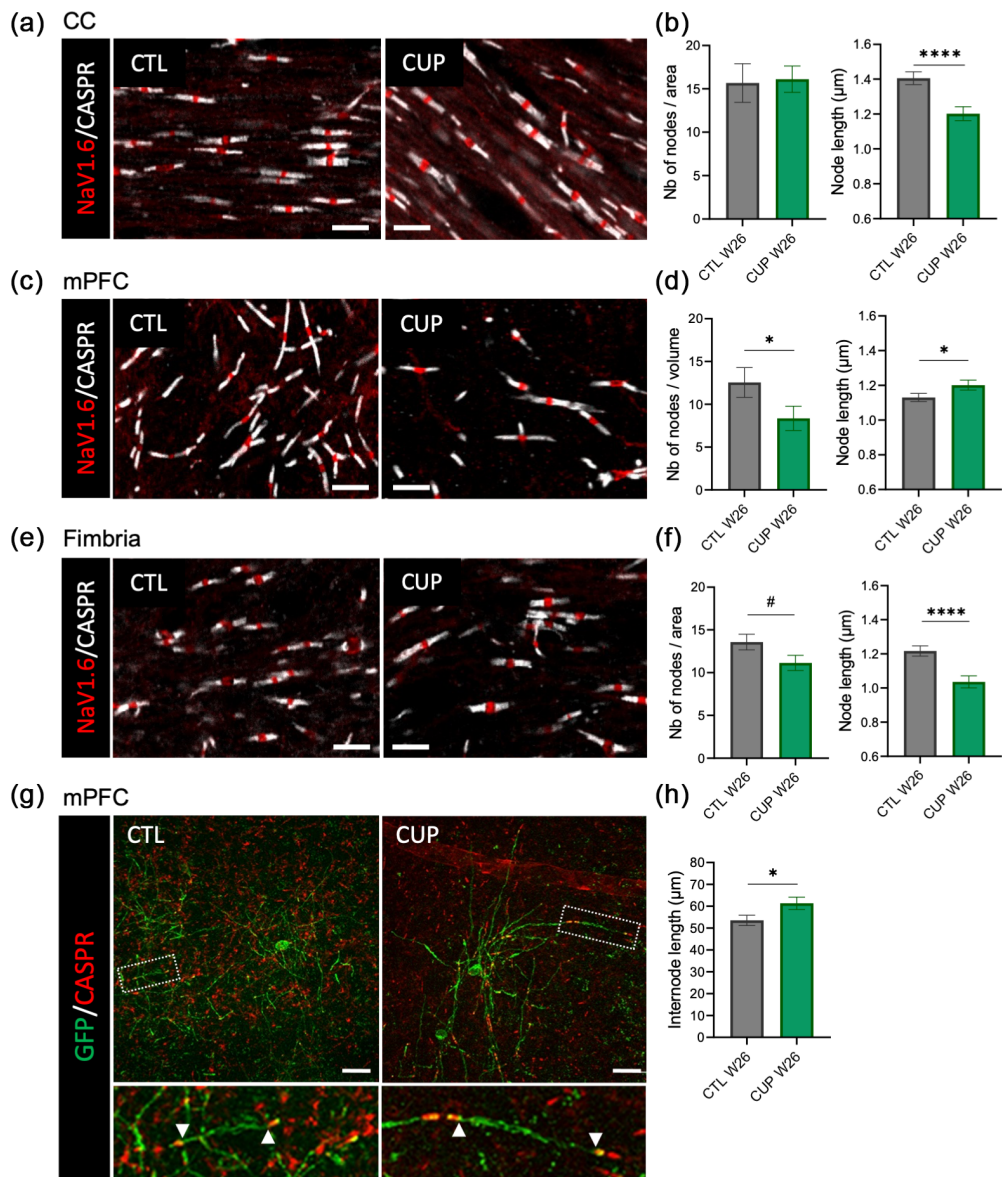 (a) CC
NaV1.6/CASPR
CTL
CUP
(b)
Nb of nodes / area
20
15
10
5
0
CTL W26
CUP W26
Node length (µm)
1.6
1.4
1.2
1.0
0.8
0.6
****
CTL W26
CUP W26
(c) mPFC
NaV1.6/CASPR
CTL
CUP
(d)
Nb of nodes / volume
20
15
10
5
0
*
CTL W26
CUP W26
Node length (µm)
1.6
1.4
1.2
1.0
0.8
0.6
*
CTL W26
CUP W26
(e) Fimbria
NaV1.6/CASPR
CTL
CUP
(f)
Nb of nodes / area
20
15
10
5
0
#
CTL W26
CUP W26
Node length (µm)
1.6
1.4
1.2
1.0
0.8
0.6
****
CTL W26
CUP W26
(g) mPFC
GFP/CASPR
CTL
CUP
(h)
Internode length (µm)
80
70
60
50
40
30
20
10
0
*
CTL W26
CUP W26